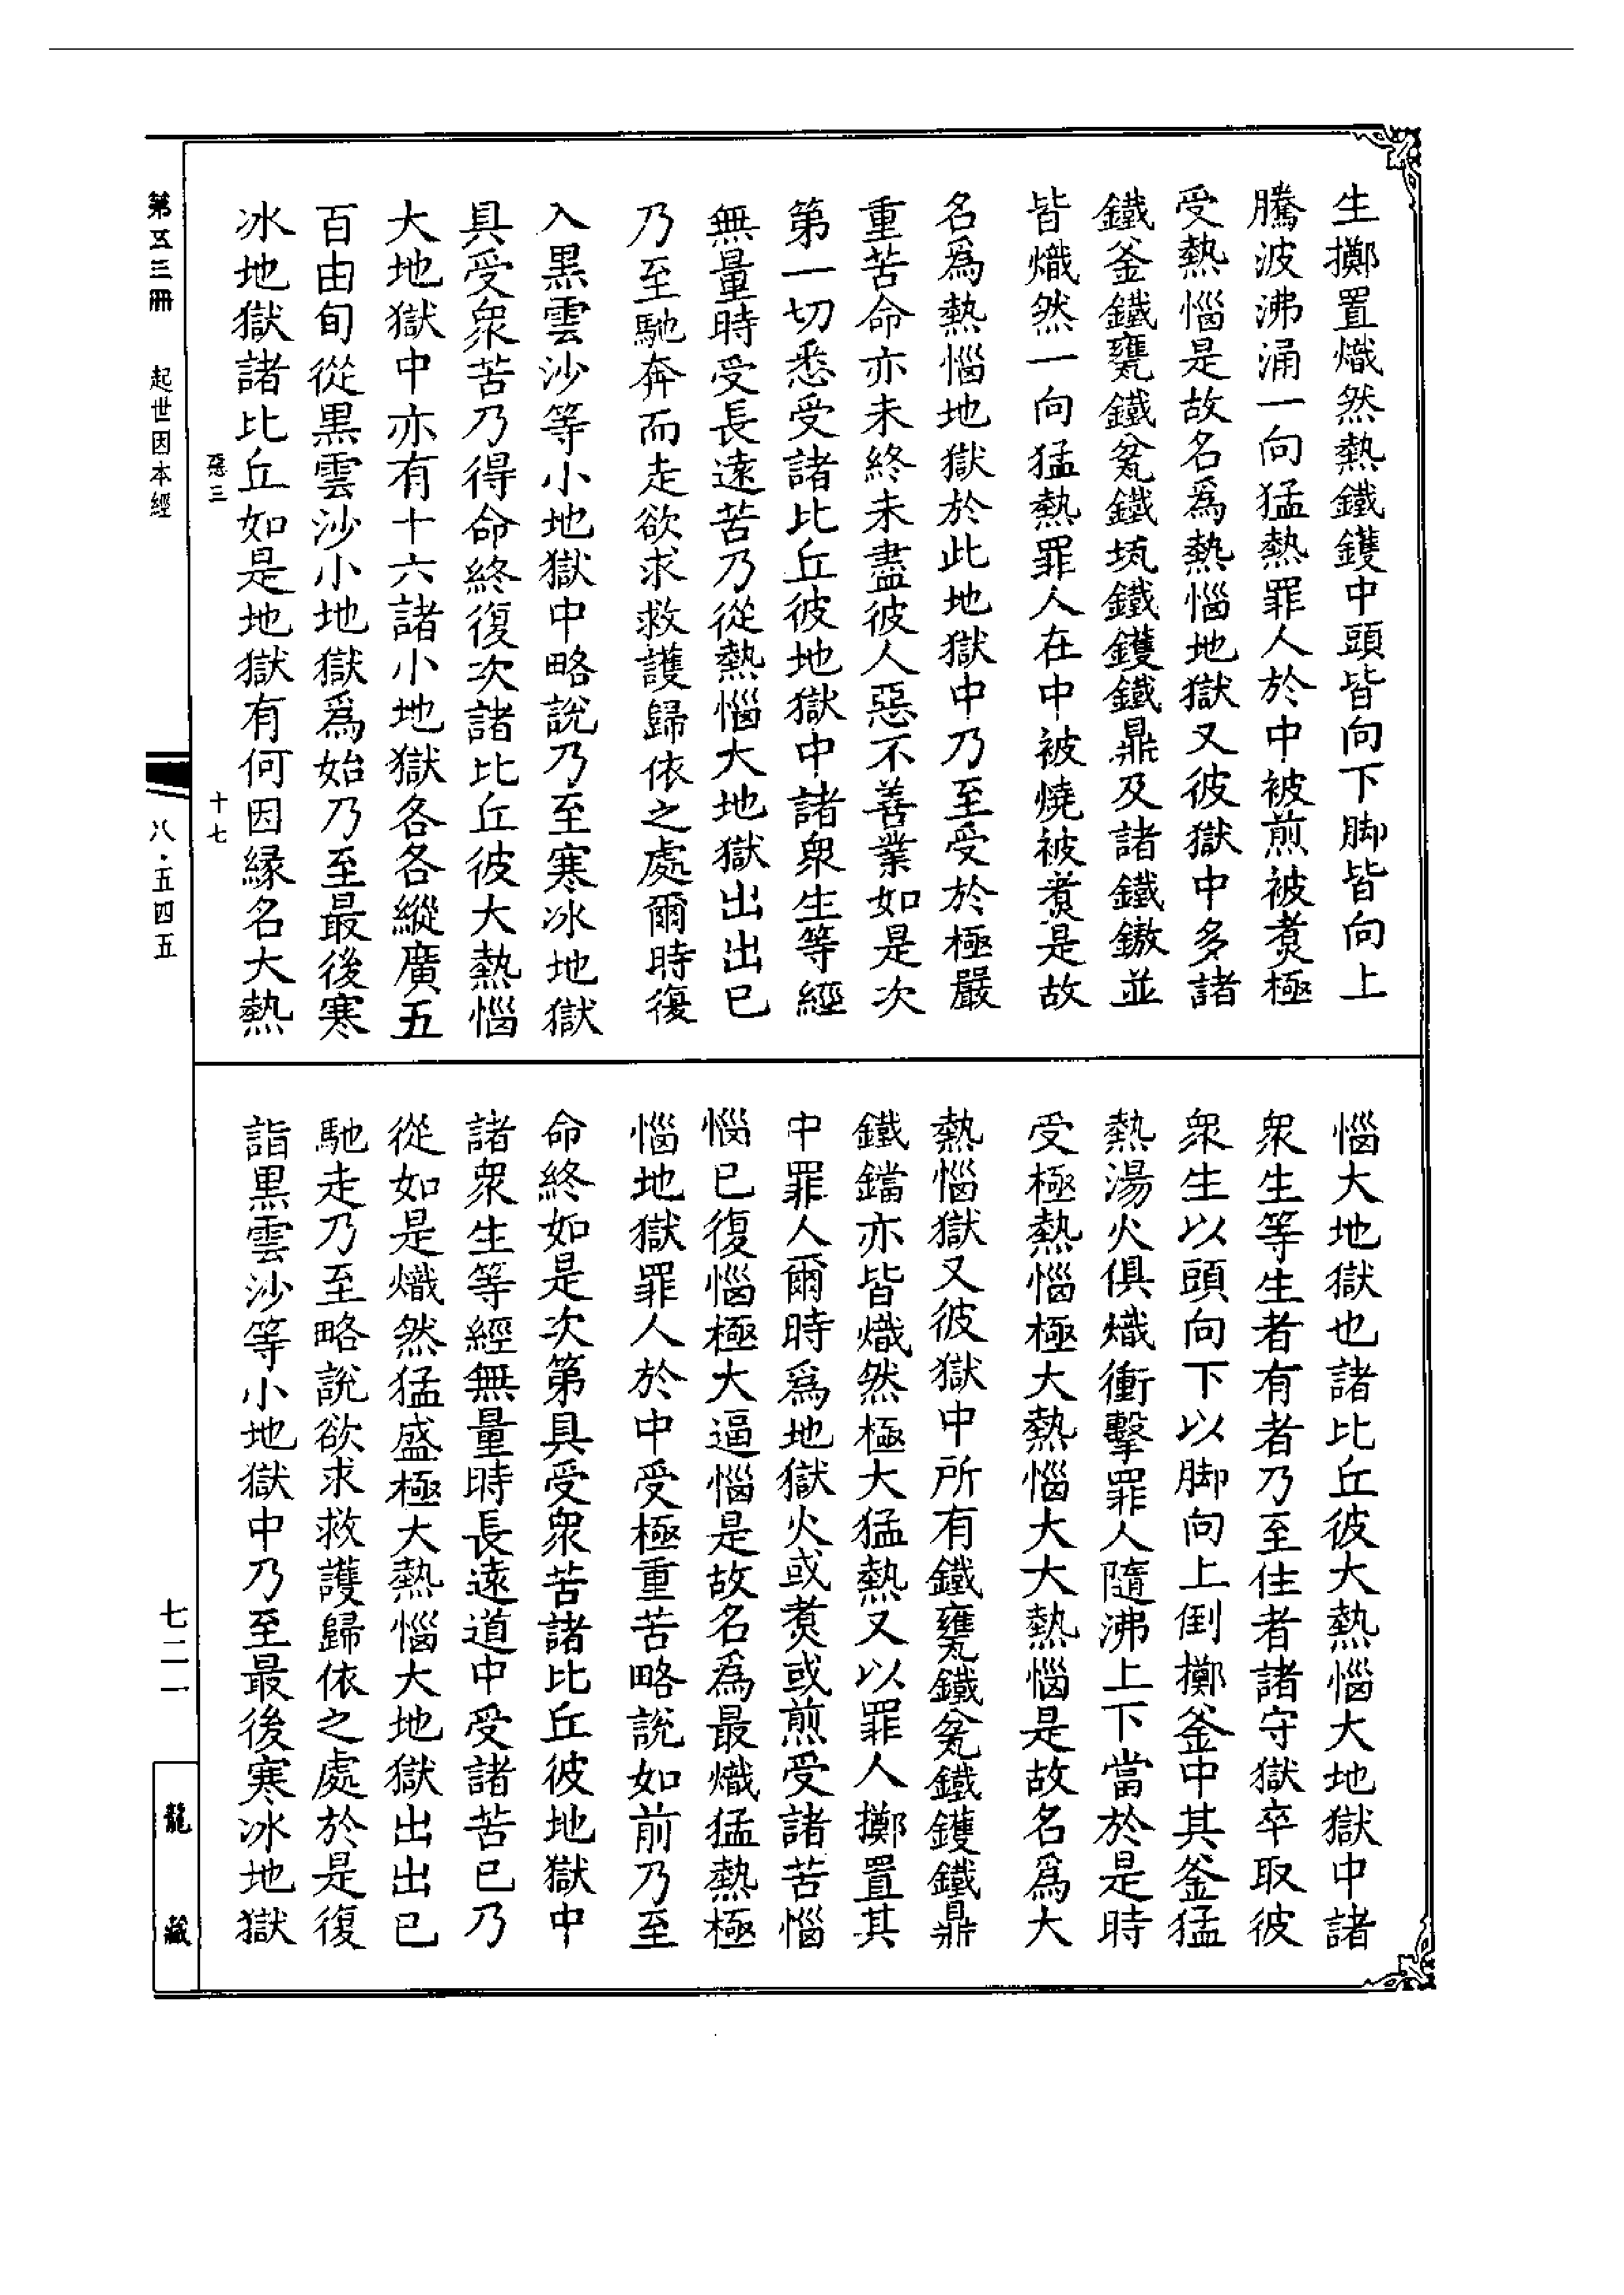 生擲置熾然熱鐵鑊中頭皆向下脚皆向上
騰波沸涌一向猛熱罪人於中被煎被煑極
受熱惱是故名爲熱惱地獄又彼獄中多諸
鐵釜鐵甕鐵瓮鐵瓨鐵鑊鐵鼎及諸鐵鏊並
皆熾然一向猛熱罪人在中被燒被煑是故
名爲熱惱地獄於此地獄中乃至受於極嚴
重苦命亦未終未盡彼人惡不善業如是次
第一切悉受諸比丘彼地獄中諸衆生等經
無量時受長遠苦乃從熱惱大地獄出出已
乃至馳奔而走欲求救護歸依之處爾時復
入黒雲沙等小地獄中略說乃至寒冰地獄
具受衆苦乃得命終復次諸比丘彼大熱惱
大地獄中亦有十六諸小地獄各各縱廣五
百由旬從黒雲沙小地獄爲始乃至最後寒
冰地獄諸比丘如是地獄有何因緣名大熱
惱大地獄也諸比丘彼大熱惱大地獄中諸
衆生等生者有者乃至住者諸守獄卒取彼
衆生以頭向下以脚向上倒擲釜中其釜猛
熱湯火俱熾衝擊罪人隨沸上下當於是時
受極熱惱極大熱惱大大熱惱是故名爲大
熱惱獄又彼獄中所有鐵甕鐵瓮鐵鑊鐵鼎
鐵鐺亦皆熾然極大猛熱又以罪人擲置其
中罪人爾時爲地獄火或煑或煎受諸苦惱
惱已復惱極大逼惱是故名爲最熾猛熱極
惱地獄罪人於中受極重苦略說如前乃至
命終如是次第具受衆苦諸比丘彼地獄中
諸衆生等經無量時長遠道中受諸苦已乃
從如是熾然猛盛極大熱惱大地獄出出已
馳走乃至略說欲求救護歸依之處於是復
詣黒雲沙等小地獄中乃至最後寒冰地獄
惡三 十七
第五三冊 起世因本經 八·五四五 七二一 龍藏